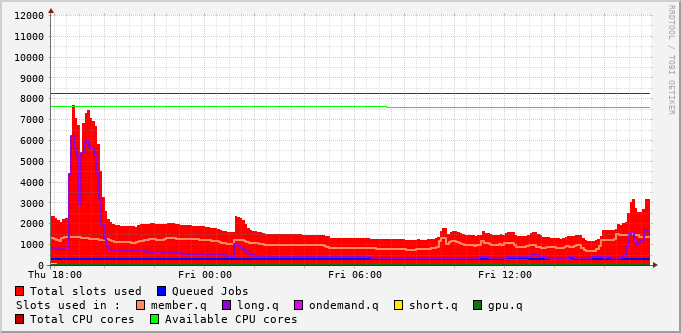 RRDTOOL / TOBI OETIKER
12000
11000
10000
9000
8000
7000
6000
5000
4000
3000
2000
1000
0
Thu 18:00 Fri 00:00 Fri 06:00 Fri 12:00
Total slots used Queued Jobs
Slots used in : member.q long.q ondemand.q short.q gpu.q
Total CPU cores Available CPU cores